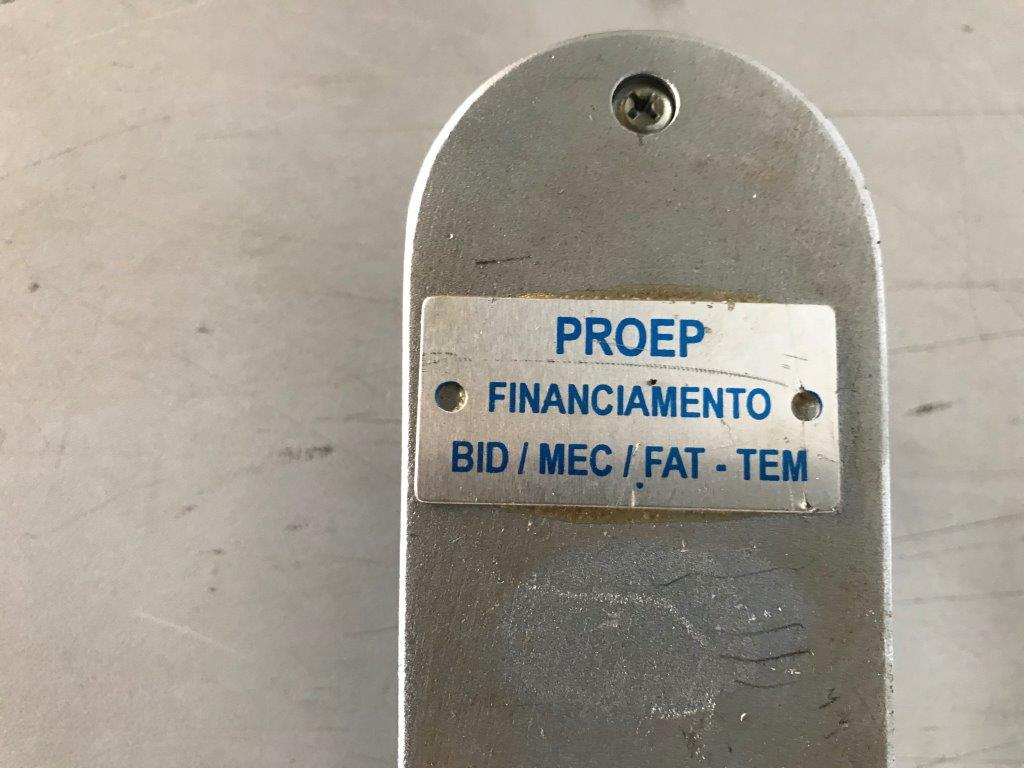 PROEP
FINANCIAMENTO
BID / MEC / FAT - TEM